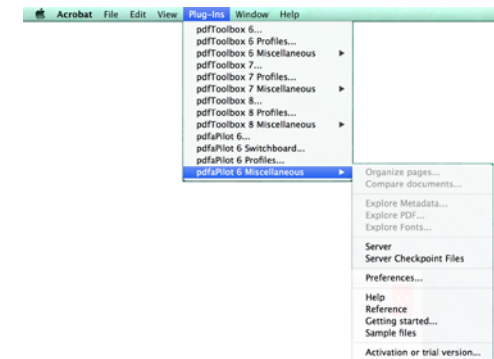 Acrobat File Edit View Plug-Ins Window Help
pdfToolbox 6...
pdfToolbox 6 Profiles...
pdfToolbox 6 Miscellaneous
pdfToolbox 7...
pdfToolbox 7 Profiles...
pdfToolbox 7 Miscellaneous
pdfToolbox 8...
pdfToolbox 8 Profiles...
pdfToolbox 8 Miscellaneous
pdfaPilot 6...
pdfaPilot 6 Switchboard...
pdfaPilot 6 Profiles...
pdfaPilot 6 Miscellaneous
Organize pages...
Compare documents...
Explore Metadata...
Explore PDF...
Explore Fonts...
Server
Server Checkpoint Files
Preferences...
Help
Reference
Getting started...
Sample files
Activation or trial version...